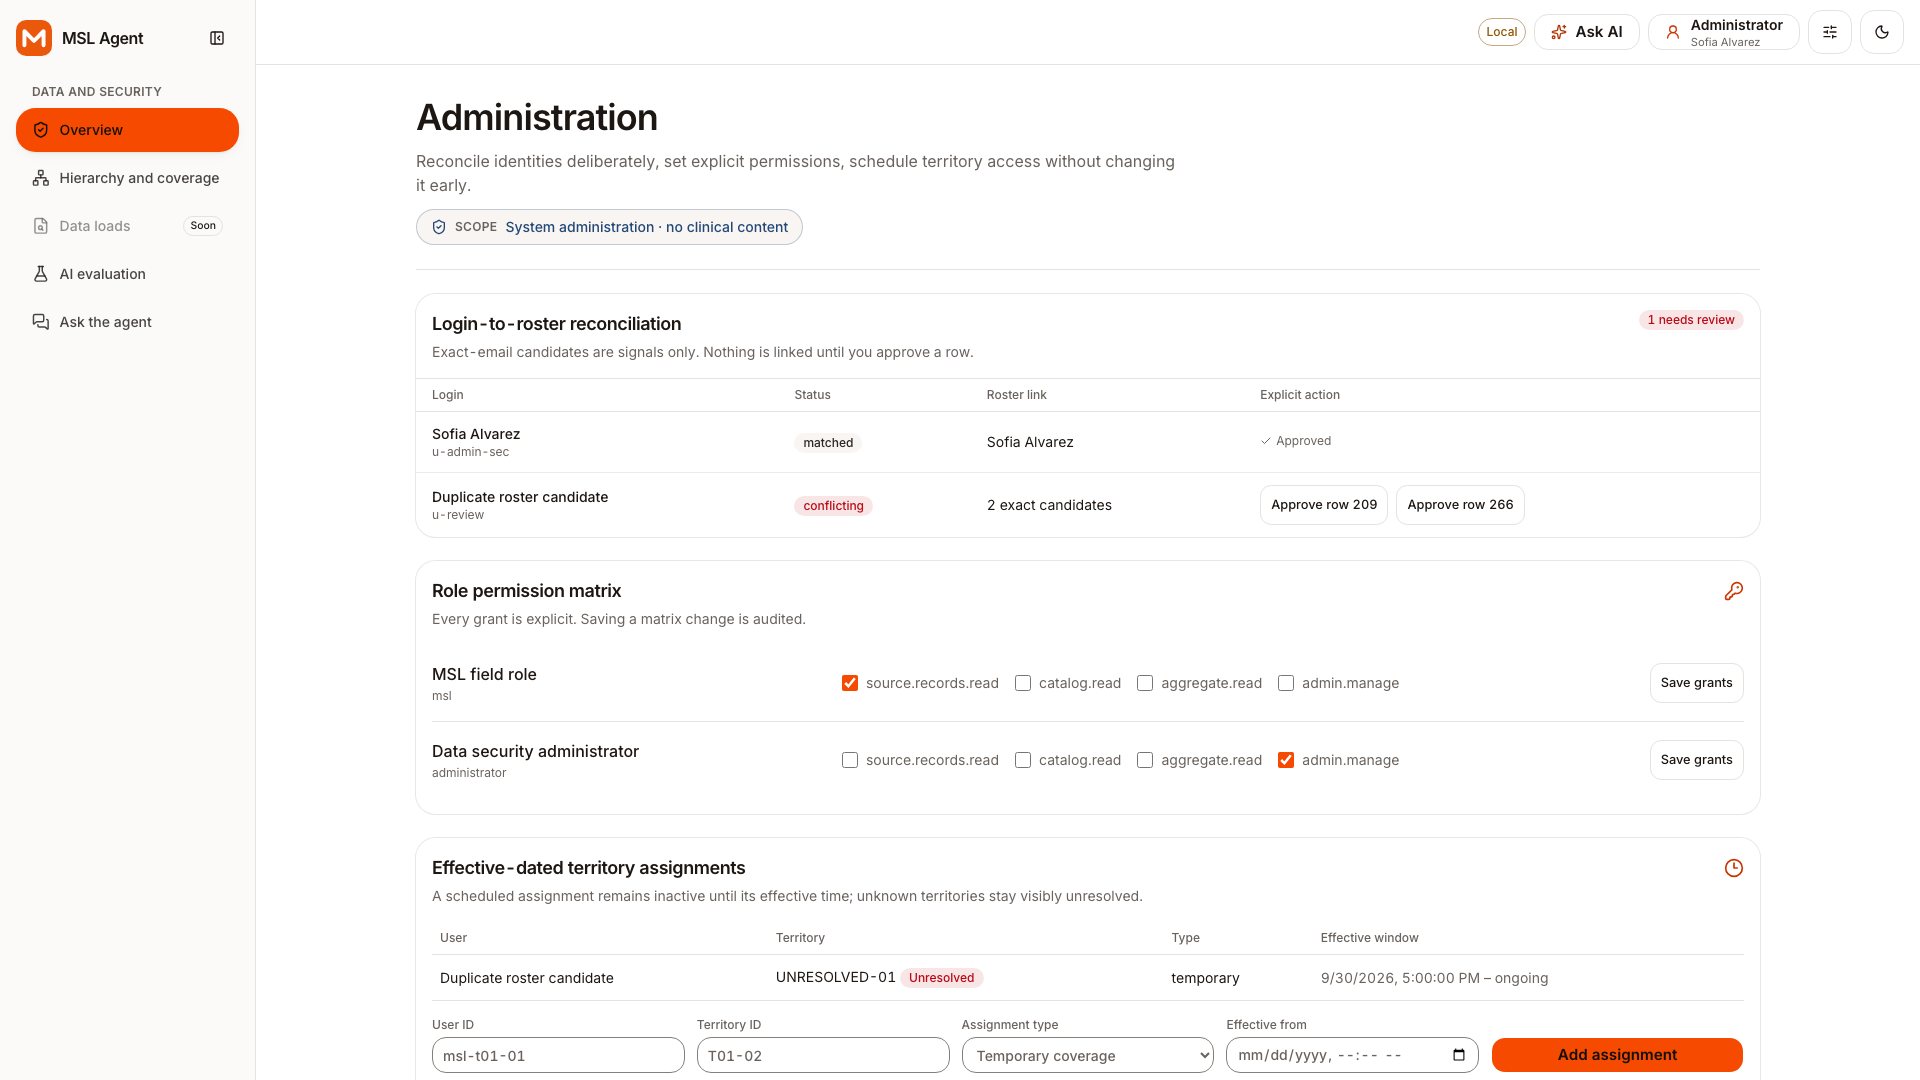 MSL Agent
Local
Ask AI
Administrator
Sofia Alvarez
DATA AND SECURITY
Overview
Hierarchy and coverage
Data loads
Soon
AI evaluation
Ask the agent
Administration
Reconcile identities deliberately, set explicit permissions, schedule territory access without changing
it early.
SCOPE System administration · no clinical content
Login-to-roster reconciliation
1 needs review
Exact-email candidates are signals only. Nothing is linked until you approve a row.
Login Status Roster link Explicit action
Sofia Alvarez
u-admin-sec
matched
Sofia Alvarez
Approved
Duplicate roster candidate
u-review
conflicting
2 exact candidates
Approve row 209
Approve row 266
Role permission matrix
Every grant is explicit. Saving a matrix change is audited.
MSL field role
msl
source.records.read catalog.read aggregate.read admin.manage
Save grants
Data security administrator
administrator
source.records.read catalog.read aggregate.read admin.manage
Save grants
Effective-dated territory assignments
A scheduled assignment remains inactive until its effective time; unknown territories stay visibly unresolved.
User Territory Type Effective window
Duplicate roster candidate UNRESOLVED-01 Unresolved temporary 9/30/2026, 5:00:00 PM – ongoing
User ID Territory ID Assignment type Effective from
msl-t01-01 T01-02 Temporary coverage mm/dd/yyyy, --:-- -- Add assignment